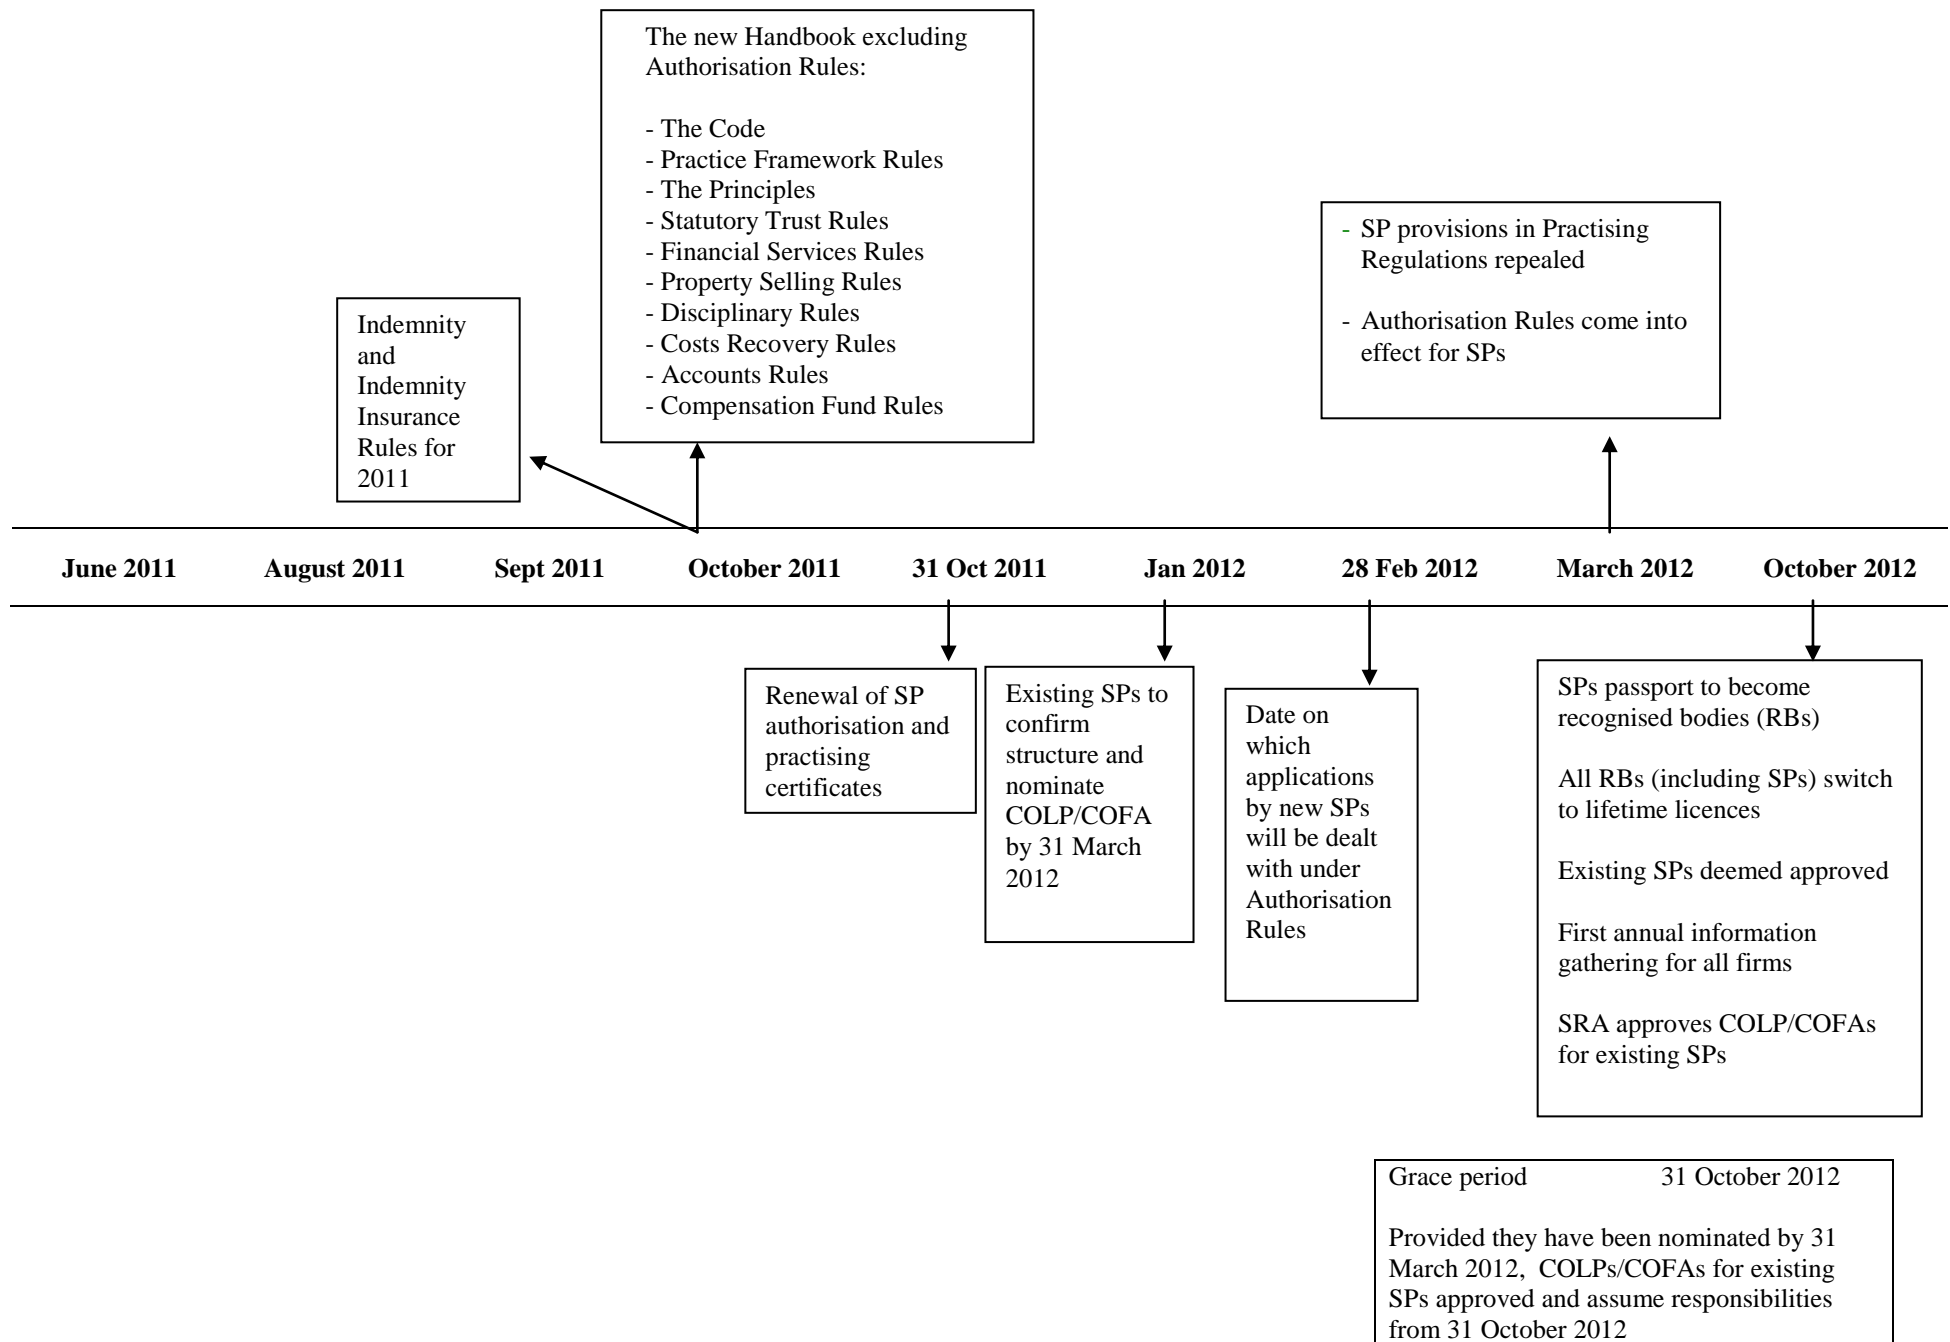 The new Handbook excluding
Authorisation Rules:
- The Code
- Practice Framework Rules
- The Principles
- Statutory Trust Rules
- Financial Services Rules
- Property Selling Rules
- Disciplinary Rules
- Costs Recovery Rules
- Accounts Rules
- Compensation Fund Rules
- SP provisions in Practising
Regulations repealed
- Authorisation Rules come into
effect for SPs
Indemnity
and
Indemnity
Insurance
Rules for
2011
June 2011 August 2011 Sept 2011 October 2011 31 Oct 2011 Jan 2012 28 Feb 2012 March 2012 October 2012
Renewal of SP
authorisation and
practising
certificates
Existing SPs to
confirm
structure and
nominate
COLP/COFA
by 31 March
2012
Date on
which
applications
by new SPs
will be dealt
with under
Authorisation
Rules
SPs passport to become
recognised bodies (RBs)
All RBs (including SPs) switch
to lifetime licences
Existing SPs deemed approved
First annual information
gathering for all firms
SRA approves COLP/COFAs
for existing SPs
Grace period 31 October 2012
Provided they have been nominated by 31
March 2012, COLPs/COFAs for existing
SPs approved and assume responsibilities
from 31 October 2012